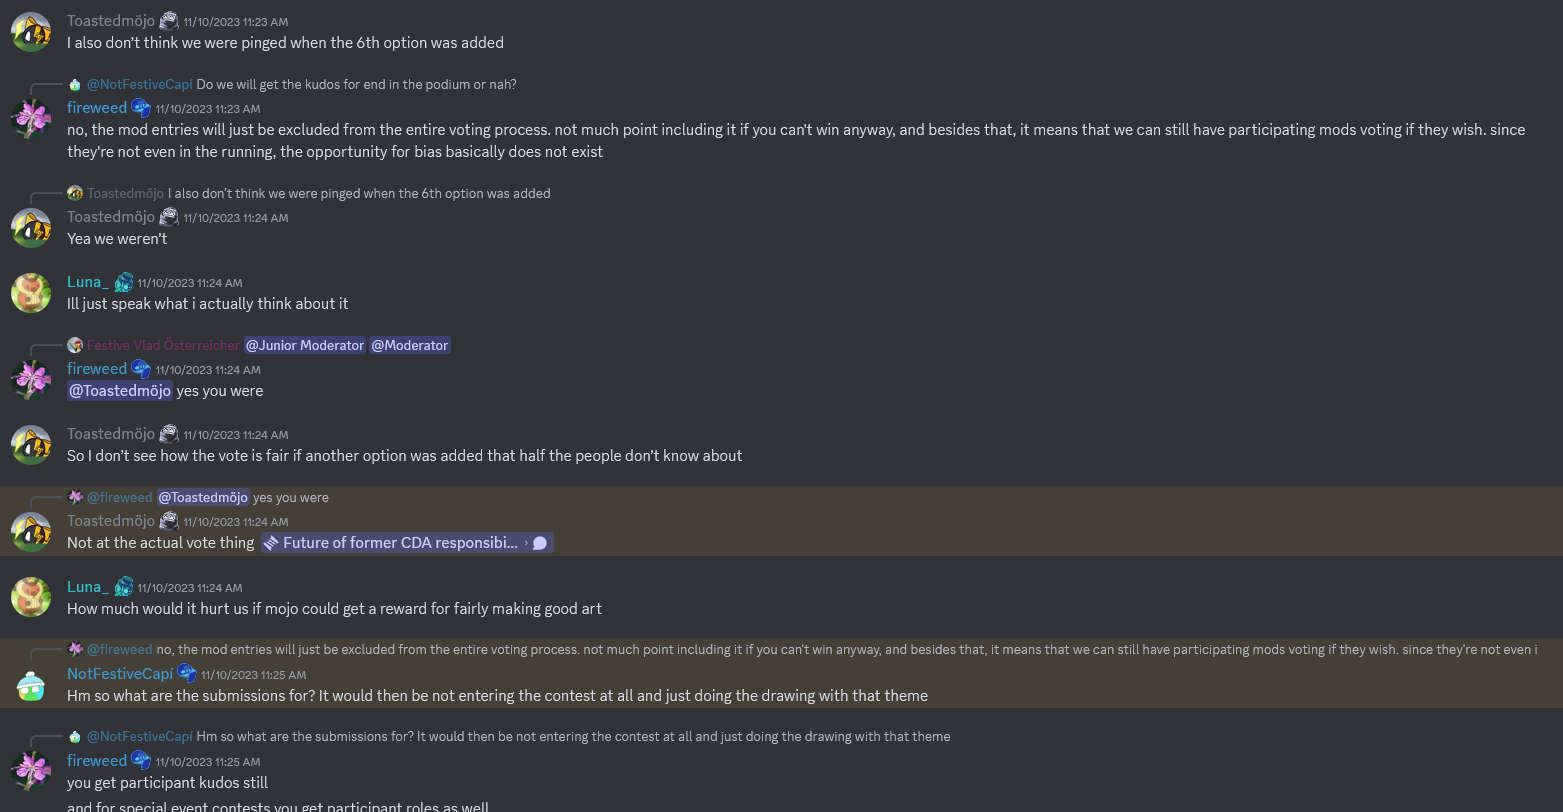 Toastedmöjo 11/10/2023 11:23 AM
I also don't think we were pinged when the 6th option was added
@NotFestiveCapí Do we will get the kudos for end in the podium or nah?
fireweed 11/10/2023 11:23 AM
no, the mod entries will just be excluded from the entire voting process. not much point including it if you can't win anyway, and besides that, it means that we can still have participating mods voting if they wish. since
they're not even in the running, the opportunity for bias basically does not exist
Toastedmöjo I also don't think we were pinged when the 6th option was added
Toastedmöjo 11/10/2023 11:24 AM
Yea we weren't
Luna_ 11/10/2023 11:24 AM
Ill just speak what i actually think about it
Festive Vlad Österreicher @Junior Moderator @Moderator
fireweed 11/10/2023 11:24 AM
@Toastedmöjo yes you were
Toastedmöjo 11/10/2023 11:24 AM
So I don't see how the vote is fair if another option was added that half the people don't know about
@fireweed @Toastedmöjo yes you were
Toastedmöjo 11/10/2023 11:24 AM
Not at the actual vote thing Future of former CDA responsibi... ›
Luna_ 11/10/2023 11:24 AM
How much would it hurt us if mojo could get a reward for fairly making good art
@fireweed no, the mod entries will just be excluded from the entire voting process. not much point including it if you can't win anyway, and besides that, it means that we can still have participating mods voting if they wish. since they're not even i
NotFestiveCapí 11/10/2023 11:25 AM
Hm so what are the submissions for? It would then be not entering the contest at all and just doing the drawing with that theme
@NotFestiveCapí Hm so what are the submissions for? It would then be not entering the contest at all and just doing the drawing with that theme
fireweed 11/10/2023 11:25 AM
you get participant kudos still
and for special event contests you get participant roles as well